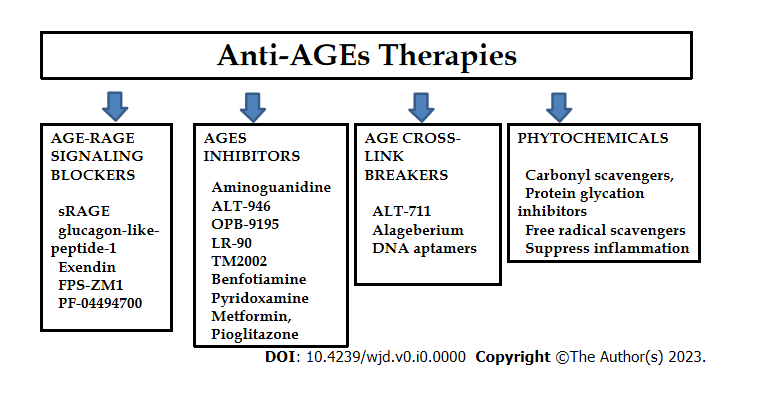 Anti-AGEs Therapies
AGE-RAGE
SIGNALING
BLOCKERS
sRAGE
glucagon-like-
peptide-1
Exendin
FPS-ZM1
PF-04494700
AGES
INHIBITORS
Aminoguanidine
ALT-946
OPB-9195
LR-90
TM2002
Benfotiamine
Pyridoxamine
Metformin,
Pioglitazone
AGE CROSS-
LINK
BREAKERS
ALT-711
Alageberium
DNA aptamers
PHYTOCHEMICALS
Carbonyl scavengers,
Protein glycation
inhibitors
Free radical scavengers
Suppress inflammation
DOI: 10.4239/wjd.v0.i0.0000 Copyright ©The Author(s) 2023.